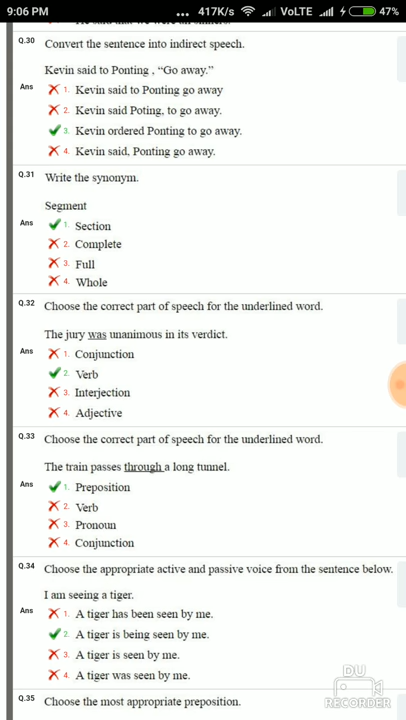 9:06 PM ... 417K/s VoLTE 47%
Q.30 Convert the sentence into indirect speech.
Kevin said to Ponting , “Go away.”
Ans 1. Kevin said to Ponting go away
2. Kevin said Poting, to go away.
3. Kevin ordered Ponting to go away.
4. Kevin said, Ponting go away.
Q.31 Write the synonym.
Segment
Ans 1. Section
2. Complete
3. Full
4. Whole
Q.32 Choose the correct part of speech for the underlined word.
The jury was unanimous in its verdict.
Ans 1. Conjunction
2. Verb
3. Interjection
4. Adjective
Q.33 Choose the correct part of speech for the underlined word.
The train passes through a long tunnel.
Ans 1. Preposition
2. Verb
3. Pronoun
4. Conjunction
Q.34 Choose the appropriate active and passive voice from the sentence below.
I am seeing a tiger.
Ans 1. A tiger has been seen by me.
2. A tiger is being seen by me.
3. A tiger is seen by me.
4. A tiger was seen by me.
Q.35 Choose the most appropriate preposition.
DU
RECORDER